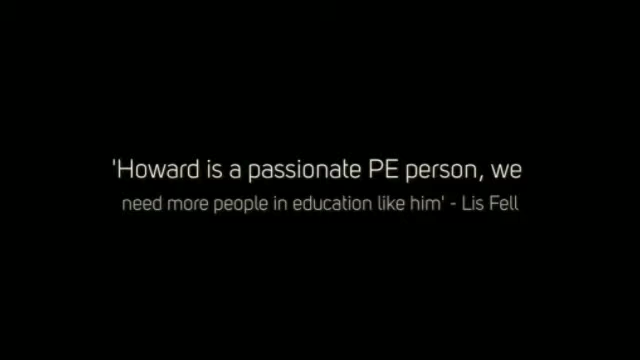 'Howard is a passionate PE person, we
need more people in education like him' - Lis Fell